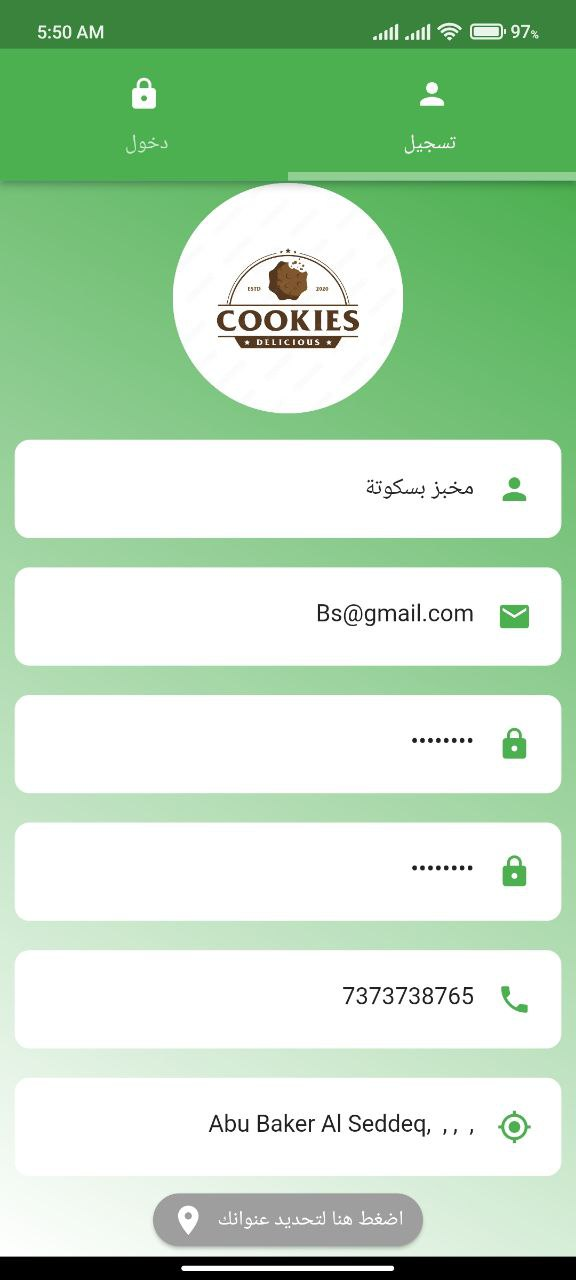 5:50 AM
97%
تسجيل
دخول
ESTD
2020
COOKIES
DELICIOUS
مخبز بسكوتة
Bs@gmail.com
••••••••
••••••••
7373738765
Abu Baker Al Seddeq, , , ,
اضغط هنا لتحديد عنوانك